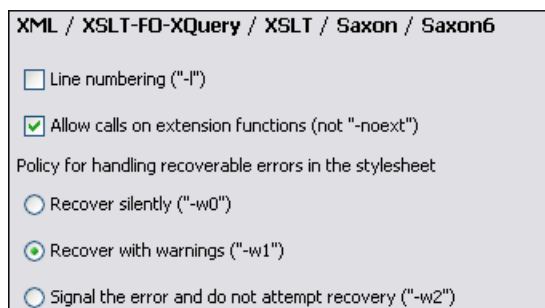 XML / XSLT-FO-XQuery / XSLT / Saxon / Saxon6
Line numbering ("-l")
Allow calls on extension functions (not "-noext")
Policy for handling recoverable errors in the stylesheet
Recover silently ("-w0")
Recover with warnings ("-w1")
Signal the error and do not attempt recovery ("-w2")